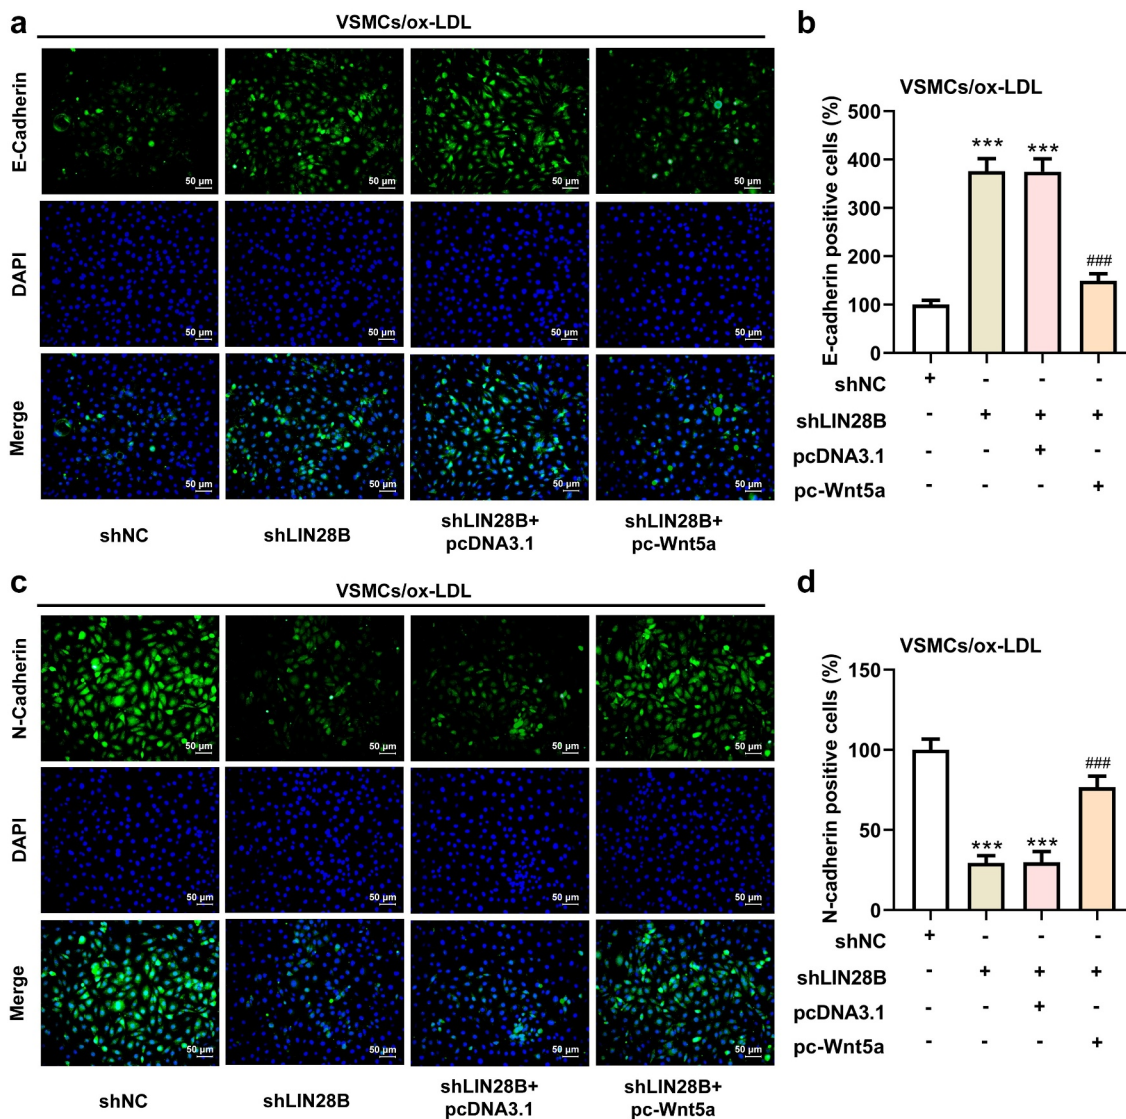 a
VSMCs/ox-LDL
E-Cadherin
50 µm
50 µm
50 µm
50 µm
DAPI
50 µm
50 µm
50 µm
50 µm
Merge
50 µm
50 µm
50 µm
50 µm
shNC
shLIN28B
shLIN28B+
pcDNA3.1
shLIN28B+
pc-Wnt5a
b
VSMCs/ox-LDL
E-cadherin positive cells (%)
500
400
300
200
100
0
***
***
###
shNC + - - -
shLIN28B - + + +
pcDNA3.1 - - + -
pc-Wnt5a - - - +
c
VSMCs/ox-LDL
N-Cadherin
50 µm
50 µm
50 µm
50 µm
DAPI
50 µm
50 µm
50 µm
50 µm
Merge
50 µm
50 µm
50 µm
50 µm
shNC
shLIN28B
shLIN28B+
pcDNA3.1
shLIN28B+
pc-Wnt5a
d
VSMCs/ox-LDL
N-cadherin positive cells (%)
150
100
50
0
***
***
###
shNC + - - -
shLIN28B - + + +
pcDNA3.1 - - + -
pc-Wnt5a - - - +